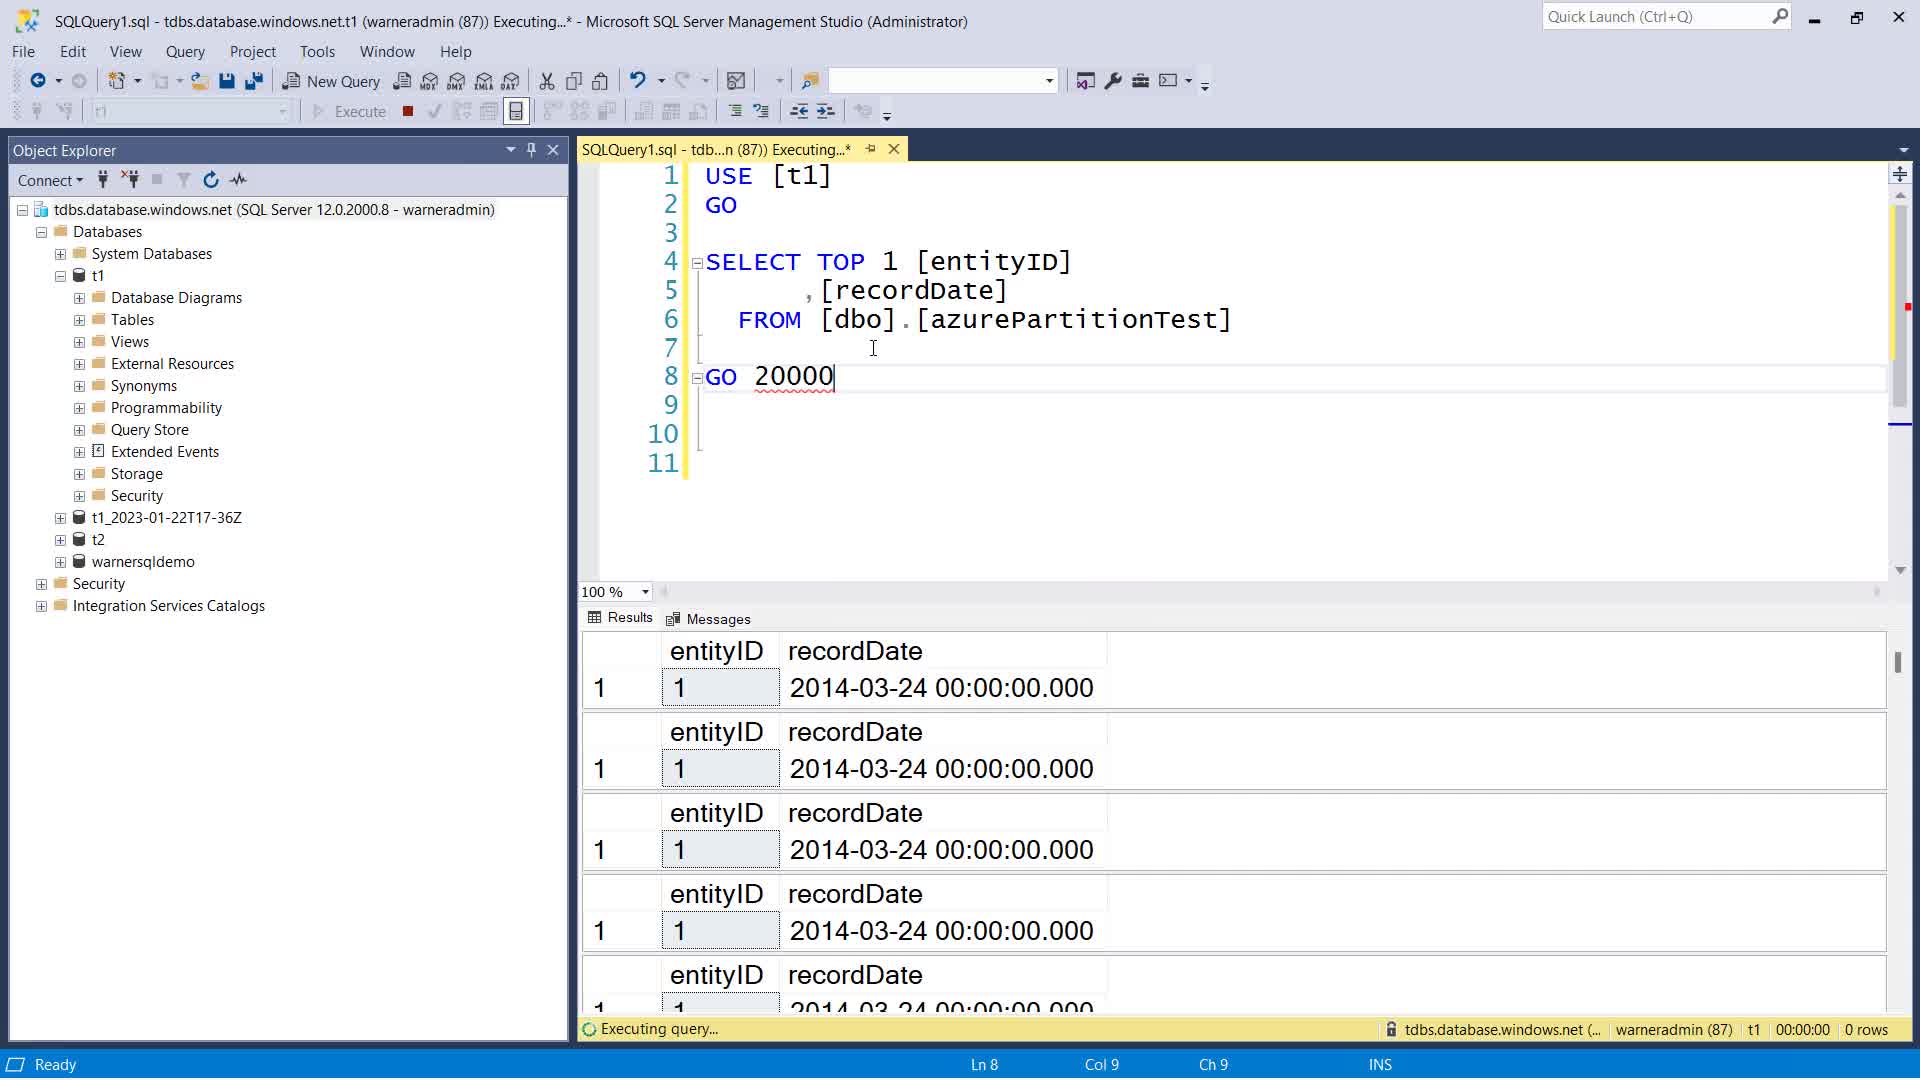 SQLQuery1.sql - tdbs.database.windows.net.t1 (warneradmin (87)) Executing...* - Microsoft SQL Server Management Studio (Administrator)
Quick Launch (Ctrl+Q)
File Edit View Query Project Tools Window Help
New Query
MDX DMX XMLA DAX
t1
Execute
Object Explorer
Connect
tdbs.database.windows.net (SQL Server 12.0.2000.8 - warneradmin)
Databases
System Databases
t1
Database Diagrams
Tables
Views
External Resources
Synonyms
Programmability
Query Store
Extended Events
Storage
Security
t1_2023-01-22T17-36Z
t2
warnersqldemo
Security
Integration Services Catalogs
SQLQuery1.sql - tdb...n (87)) Executing...*
1 USE [t1]
2 GO
3
4 SELECT TOP 1 [entityID]
5 ,[recordDate]
6 FROM [dbo].[azurePartitionTest]
7
8 GO 20000
9
10
11
100 %
Results Messages
entityID recordDate
1 1 2014-03-24 00:00:00.000
entityID recordDate
1 1 2014-03-24 00:00:00.000
entityID recordDate
1 1 2014-03-24 00:00:00.000
entityID recordDate
1 1 2014-03-24 00:00:00.000
entityID recordDate
1 1 2014-03-24 00:00:00.000
Executing query... tdbs.database.windows.net (... warneradmin (87) t1 00:00:00 0 rows
Ready Ln 8 Col 9 Ch 9 INS